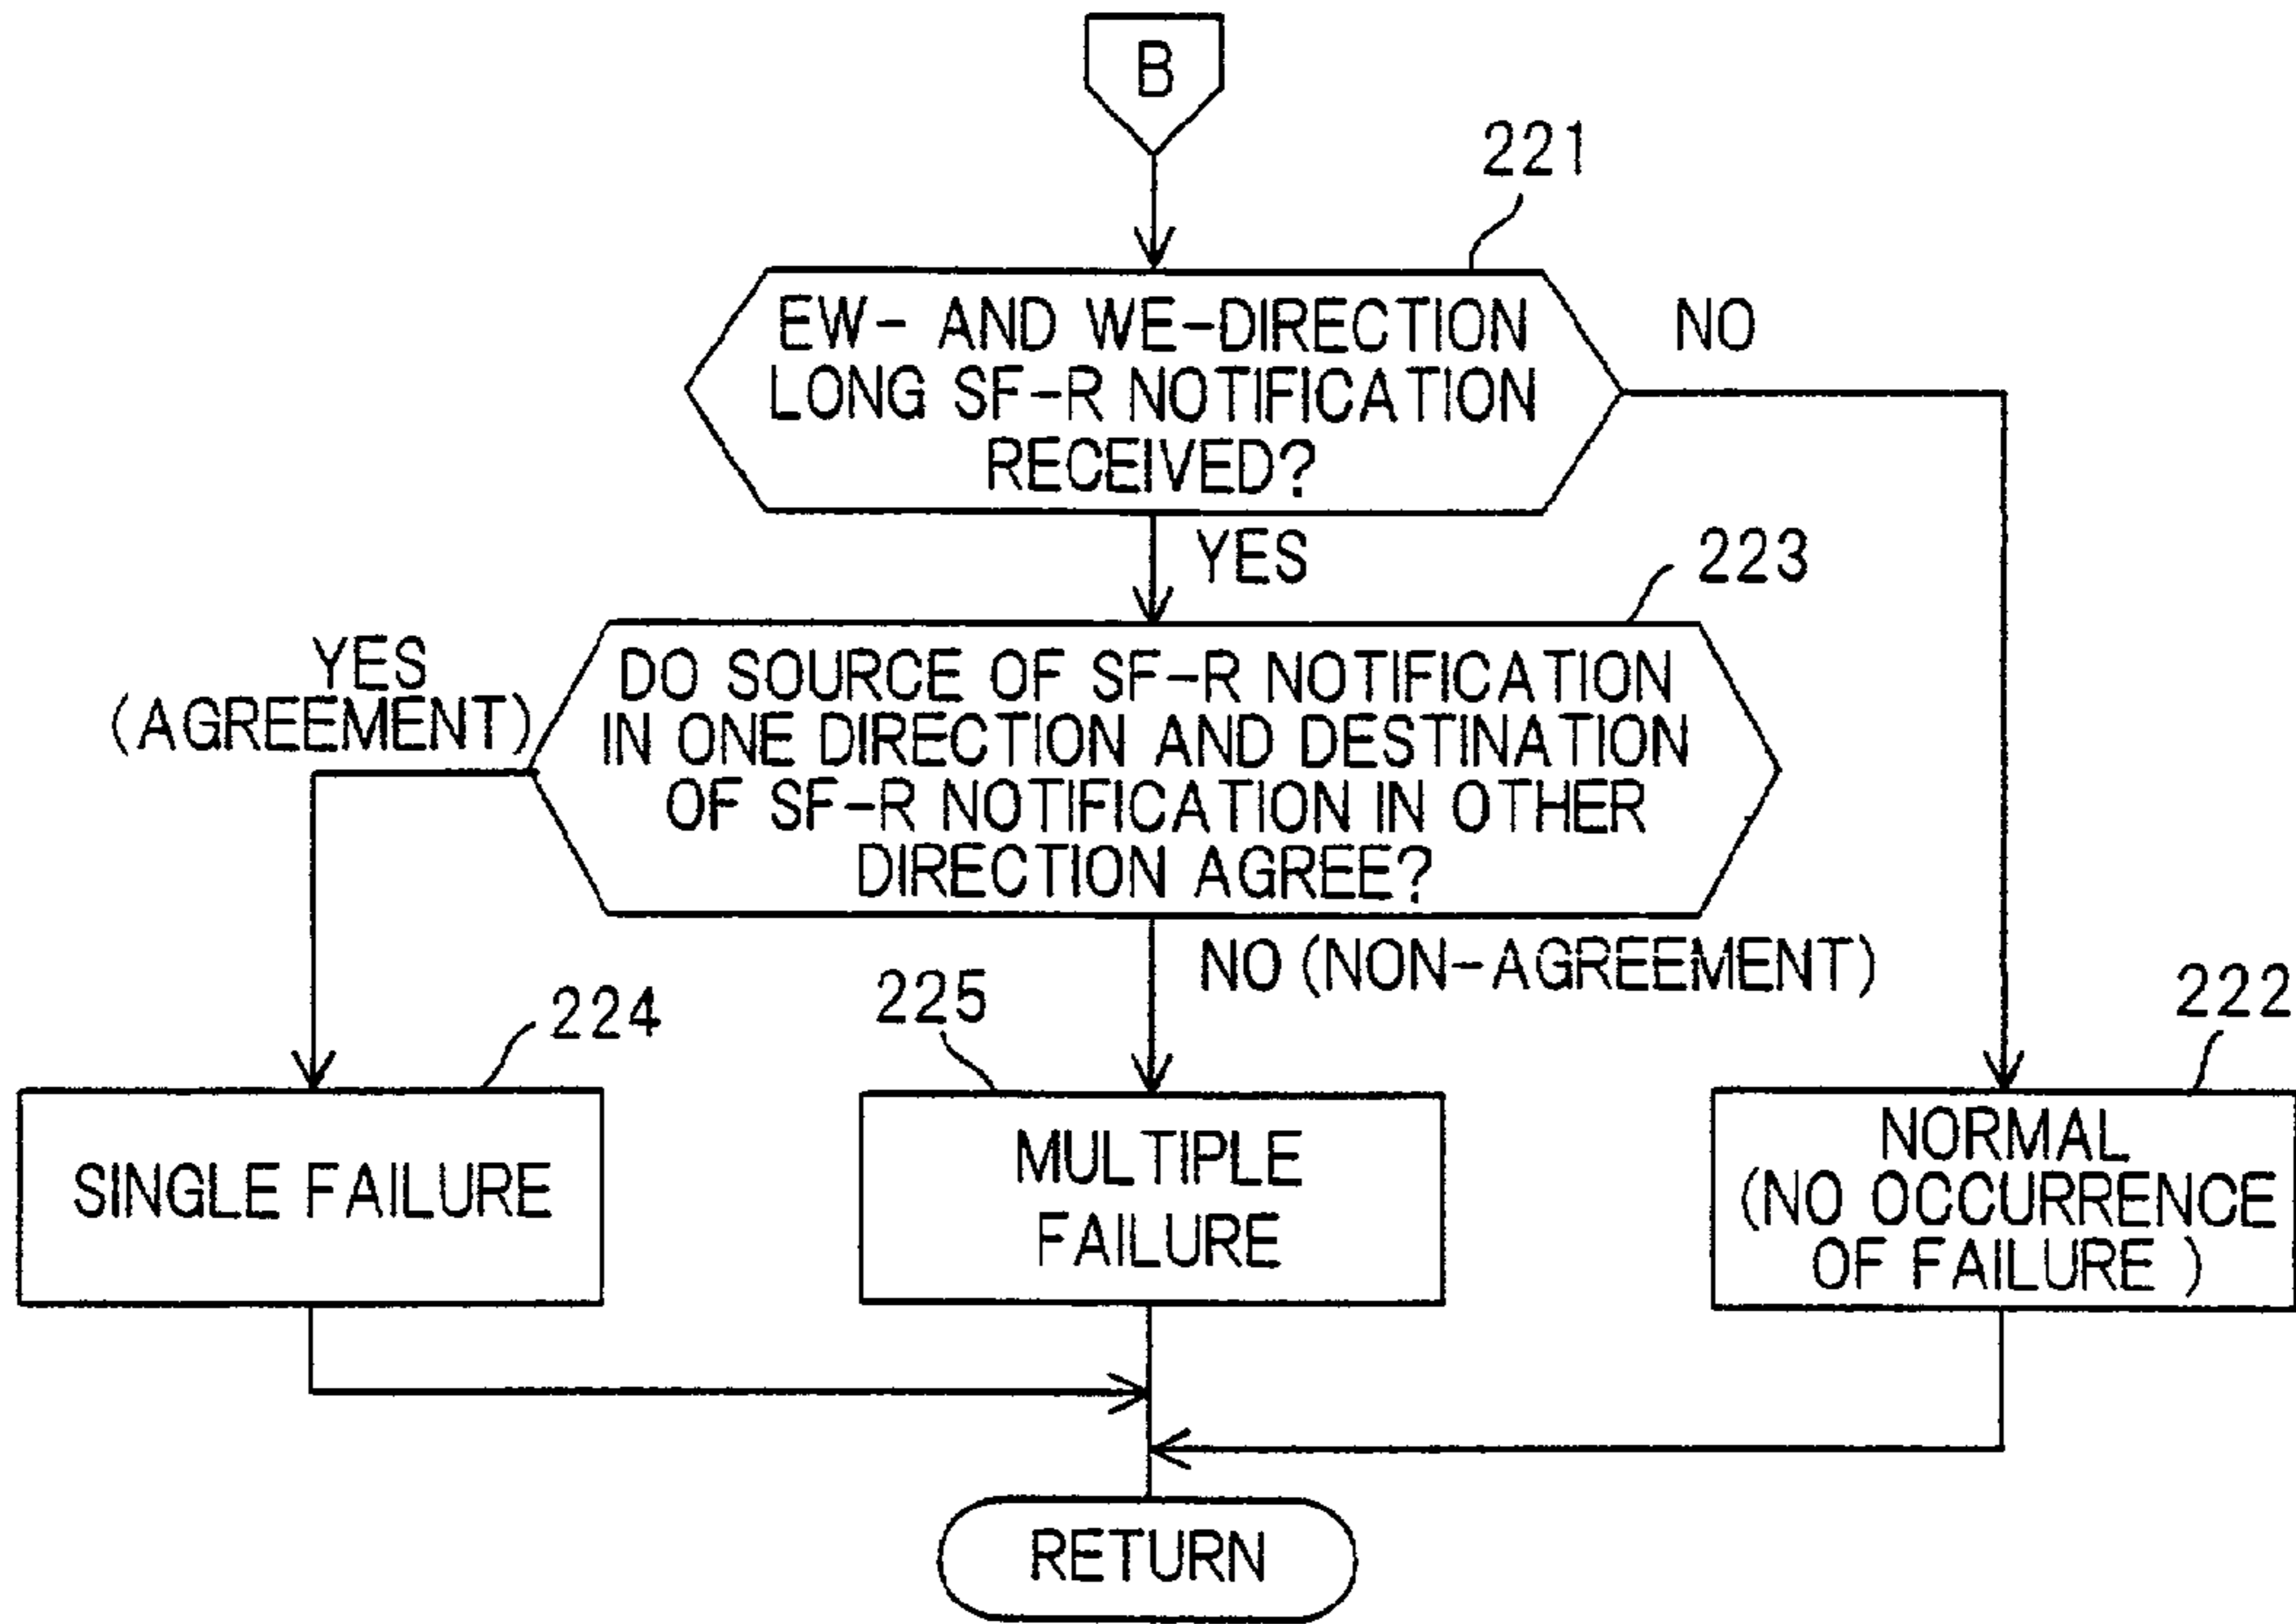 B
221
EW- AND WE-DIRECTION
LONG SF-R NOTIFICATION
RECEIVED?
NO
YES
223
YES
(AGREEMENT)
DO SOURCE OF SF-R NOTIFICATION
IN ONE DIRECTION AND DESTINATION
OF SF-R NOTIFICATION IN OTHER
DIRECTION AGREE?
NO (NON-AGREEMENT)
224
225
222
SINGLE FAILURE
MULTIPLE
FAILURE
NORMAL
(NO OCCURRENCE
OF FAILURE )
RETURN